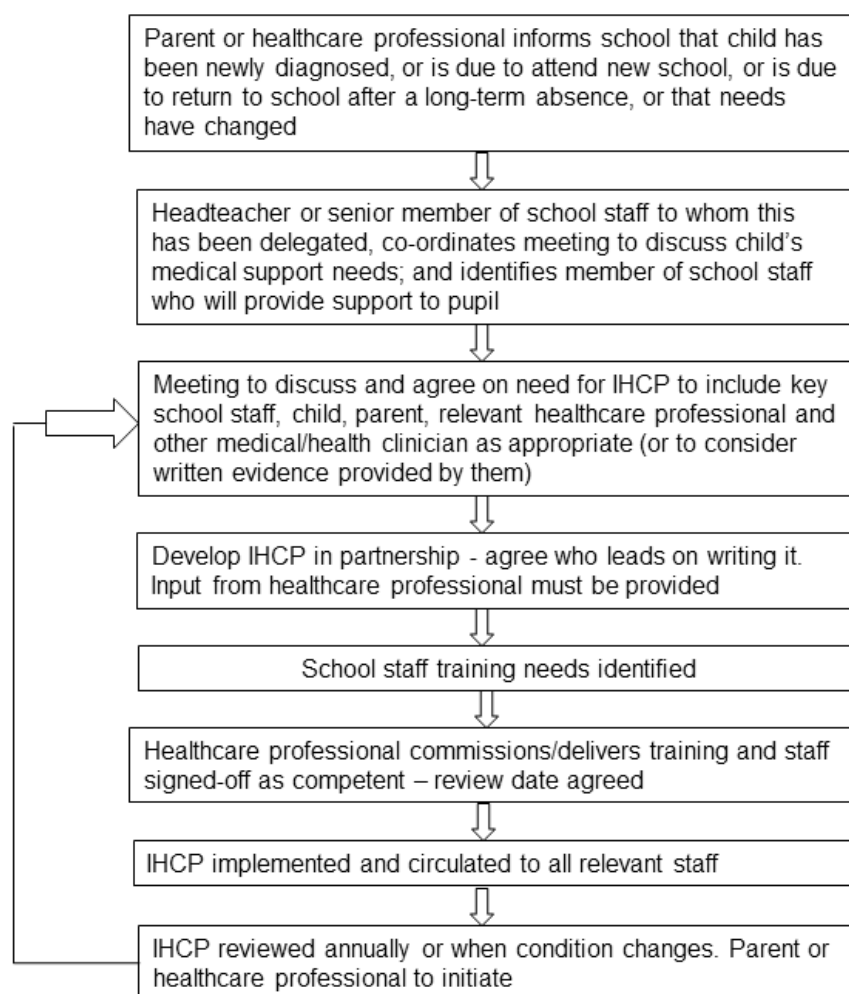 Parent or healthcare professional informs school that child has
been newly diagnosed, or is due to attend new school, or is due
to return to school after a long-term absence, or that needs
have changed
Headteacher or senior member of school staff to whom this
has been delegated, co-ordinates meeting to discuss child's
medical support needs; and identifies member of school staff
who will provide support to pupil
Meeting to discuss and agree on need for IHCP to include key
school staff, child, parent, relevant healthcare professional and
other medical/health clinician as appropriate (or to consider
written evidence provided by them)
Develop IHCP in partnership - agree who leads on writing it.
Input from healthcare professional must be provided
School staff training needs identified
Healthcare professional commissions/delivers training and staff
signed-off as competent – review date agreed
IHCP implemented and circulated to all relevant staff
IHCP reviewed annually or when condition changes. Parent or
healthcare professional to initiate